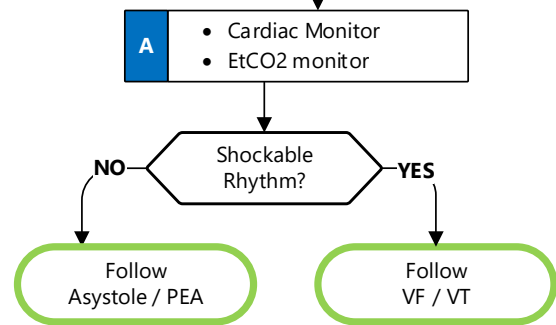 A
• Cardiac Monitor
• EtCO2 monitor
Shockable
Rhythm?
NO
YES
Follow
Asystole / PEA
Follow
VF / VT